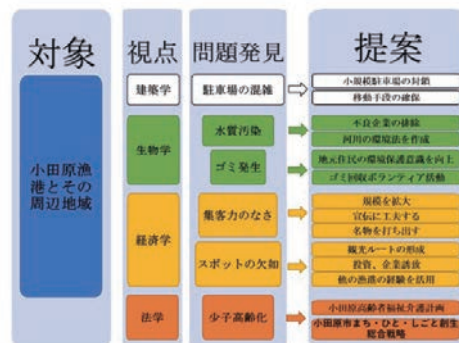 対象
視点
問題発見
提案
小田原漁
港とその
周辺地域
建築学
駐車場の混雑
小規模駐車場の封鎖
移動手段の確保
生物学
水質汚染
不良企業の排除
河川の環境法を作成
ゴミ発生
地元住民の環境保護意識を向上
ゴミ回収ボランティア活動
経済学
集客力のなさ
規模を拡大
宣伝に工夫する
名物を打ち出す
スポットの欠如
観光ルートの形成
投資、企業誘致
他の漁港の経験を活用
法学
少子高齢化
小田原高齢者福祉介護計画
小田原市まち・ひと・しごと創生
総合戦略